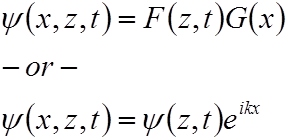 ψ(x, z, t) = F(z, t)G(x)
– or –
ψ(x, z, t) = ψ(z, t)e^{ikx}